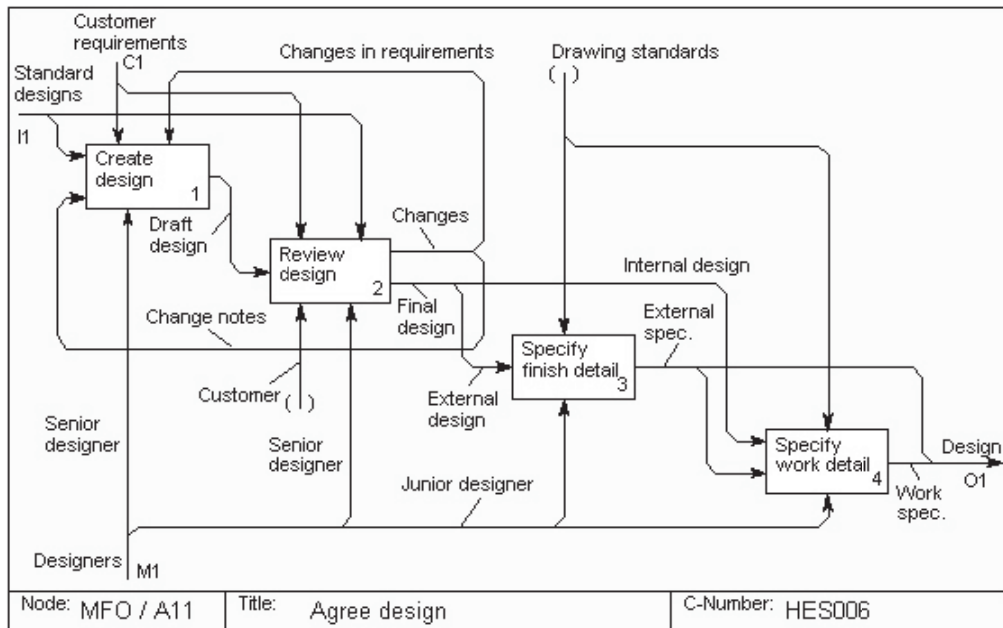 Customer
requirements
C1
Changes in requirements
Drawing standards
( )
Standard
designs
I1
Create
design
1
Draft
design
Changes
Review
design
2
Internal design
Final
design
External
spec.
Change notes
Specify
finish detail
3
Customer ( )
External
design
Senior
designer
Senior
designer
Specify
work detail
4
Design
O1
Junior designer
Work
spec.
Designers
M1
Node: MFO / A11
Title: Agree design
C-Number: HES006